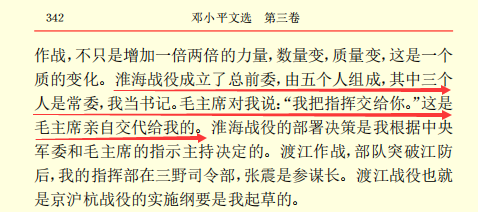 342 邓小平文选 第三卷
作战，不只是增加一倍两倍的力量，数量变，质量变，这是一个
质的变化。淮海战役成立了总前委，由五个人组成，其中三个
人是常委，我当书记。毛主席对我说：“我把指挥交给你。”这是
毛主席亲自交代给我的。淮海战役的部署决策是我根据中央
军委和毛主席的指示主持决定的。渡江作战，部队突破江防
后，我的指挥部在三野司令部，张震是参谋长。渡江战役也就
是京沪杭战役的实施纲要是我起草的。